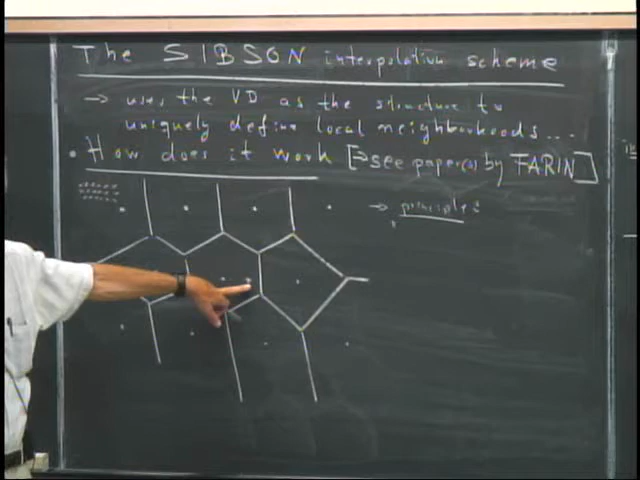 The SIBSON interpolation scheme
→ uses the VD as the structure to
uniquely define local neighborhoods...
• How does it work [→ see paper(s) by FARIN]
→ principle: